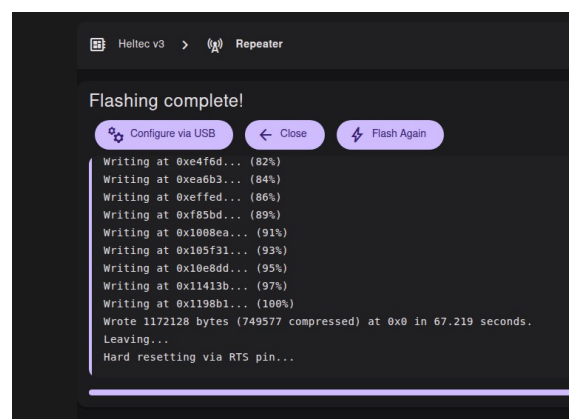 Heltec v3 > Repeater
Flashing complete!
Configure via USB Close Flash Again
Writing at 0xe4f6d... (82%)
Writing at 0xea6b3... (84%)
Writing at 0xeffed... (86%)
Writing at 0xf85bd... (89%)
Writing at 0x1008ea... (91%)
Writing at 0x105f31... (93%)
Writing at 0x10e8dd... (95%)
Writing at 0x11413b... (97%)
Writing at 0x1198b1... (100%)
Wrote 1172128 bytes (749577 compressed) at 0x0 in 67.219 seconds.
Leaving...
Hard resetting via RTS pin...